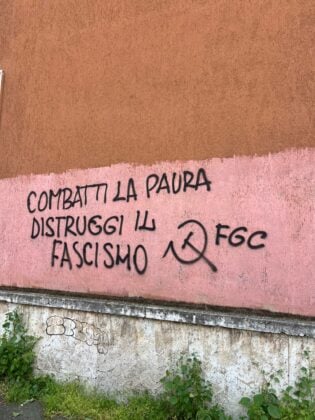 COMBATTI LA PAURA
DISTRUGGI IL
FASCISMO
FGC